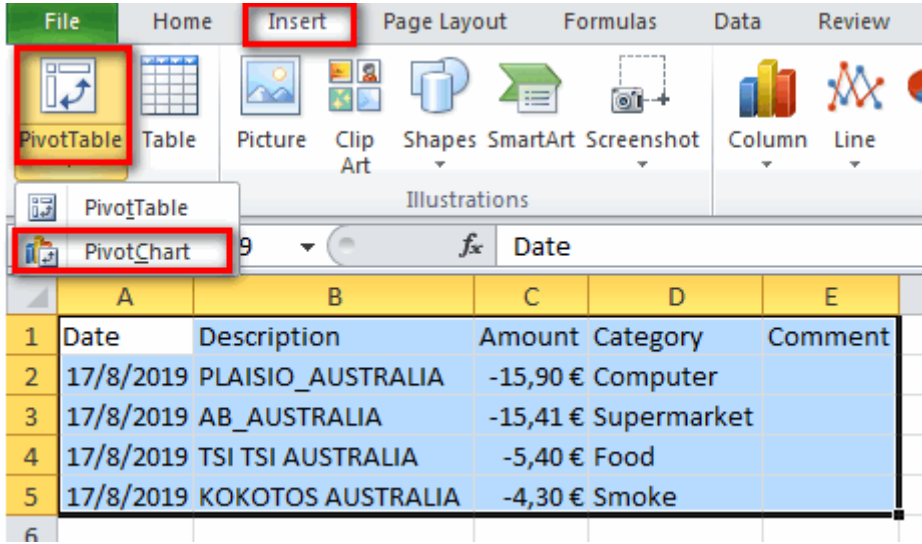 File Home Insert Page Layout Formulas Data Review
PivotTable Table Picture Clip Art Shapes SmartArt Screenshot Column Line
Illustrations
PivotTable
PivotChart
9 fx Date
A B C D E
1 Date Description Amount Category Comment
2 17/8/2019 PLAISIO_AUSTRALIA -15,90 € Computer
3 17/8/2019 AB_AUSTRALIA -15,41 € Supermarket
4 17/8/2019 TSI TSI AUSTRALIA -5,40 € Food
5 17/8/2019 KOKOTOS AUSTRALIA -4,30 € Smoke
6